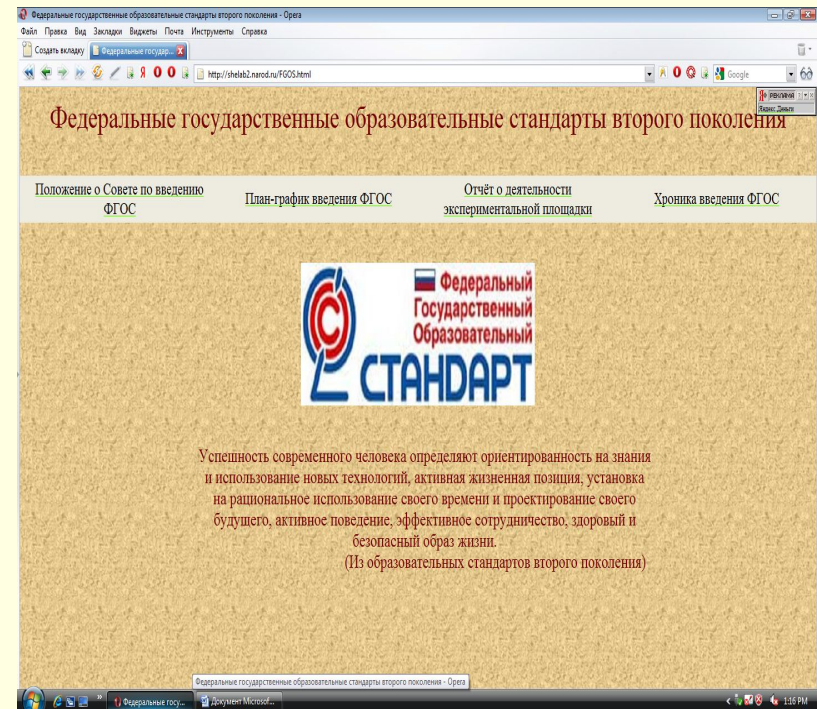 Федеральные государственные образовательные стандарты второго поколения - Opera
Файл Правка Вид Закладки Виджеты Почта Инструменты Справка
Создать вкладку Федеральные государ...
http://shelab2.narod.ru/FGOS.html
Google
РЕКЛАМА
Яндекс.Деньги
Федеральные государственные образовательные стандарты второго поколения
Положение о Совете по введению
ФГОС
План-график введения ФГОС
Отчёт о деятельности
экспериментальной площадки
Хроника введения ФГОС
Федеральный
Государственный
Образовательный
СТАНДАРТ
Успешность современного человека определяют ориентированность на знания
и использование новых технологий, активная жизненная позиция, установка
на рациональное использование своего времени и проектирование своего
будущего, активное поведение, эффективное сотрудничество, здоровый и
безопасный образ жизни.
(Из образовательных стандартов второго поколения)
Федеральные государственные образовательные стандарты второго поколения - Opera
Федеральные госу...
Документ Microsof...
1:16 PM